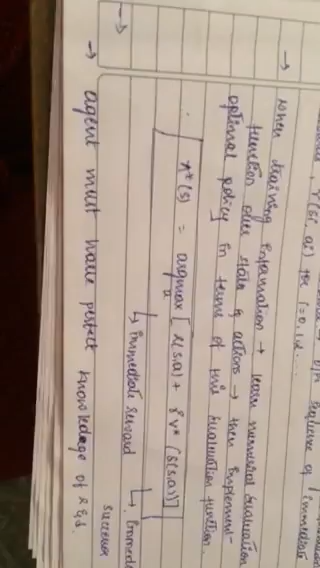 r(si, ai) for i=0,1,2....
sequence of immediate
→ when training information → learn numerical evaluation
function over state & actions → then implement-
optimal policy in terms of this evaluation function.
π*(s) = argmax [r(s,a) + γ v* (δ(s,a))]
a
↳ immediate reward
↳ immedi
successor
→ agent must have perfect knowledge of r & δ.
→